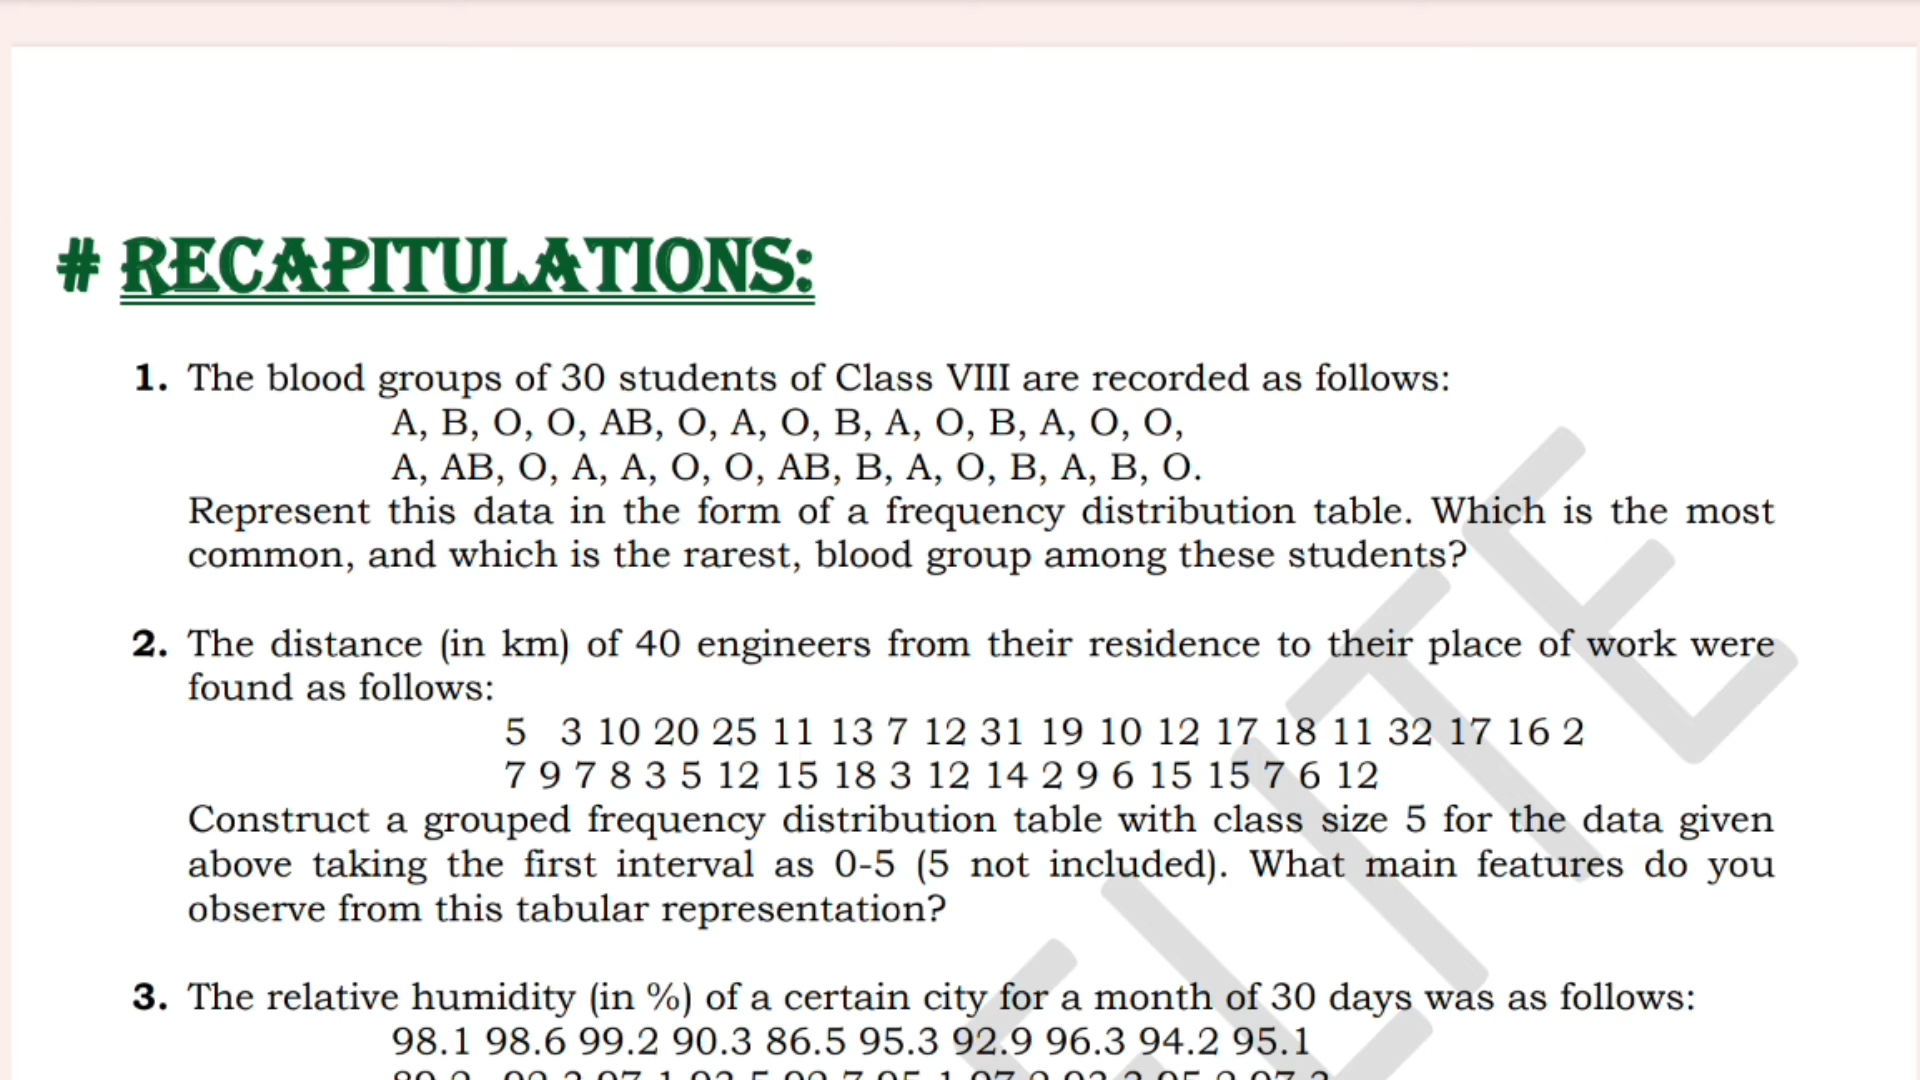 # RECAPITULATIONS:
1. The blood groups of 30 students of Class VIII are recorded as follows:
A, B, O, O, AB, O, A, O, B, A, O, B, A, O, O,
A, AB, O, A, A, O, O, AB, B, A, O, B, A, B, O.
Represent this data in the form of a frequency distribution table. Which is the most
common, and which is the rarest, blood group among these students?
2. The distance (in km) of 40 engineers from their residence to their place of work were
found as follows:
5 3 10 20 25 11 13 7 12 31 19 10 12 17 18 11 32 17 16 2
7 9 7 8 3 5 12 15 18 3 12 14 2 9 6 15 15 7 6 12
Construct a grouped frequency distribution table with class size 5 for the data given
above taking the first interval as 0-5 (5 not included). What main features do you
observe from this tabular representation?
3. The relative humidity (in %) of a certain city for a month of 30 days was as follows:
98.1 98.6 99.2 90.3 86.5 95.3 92.9 96.3 94.2 95.1
ELITE